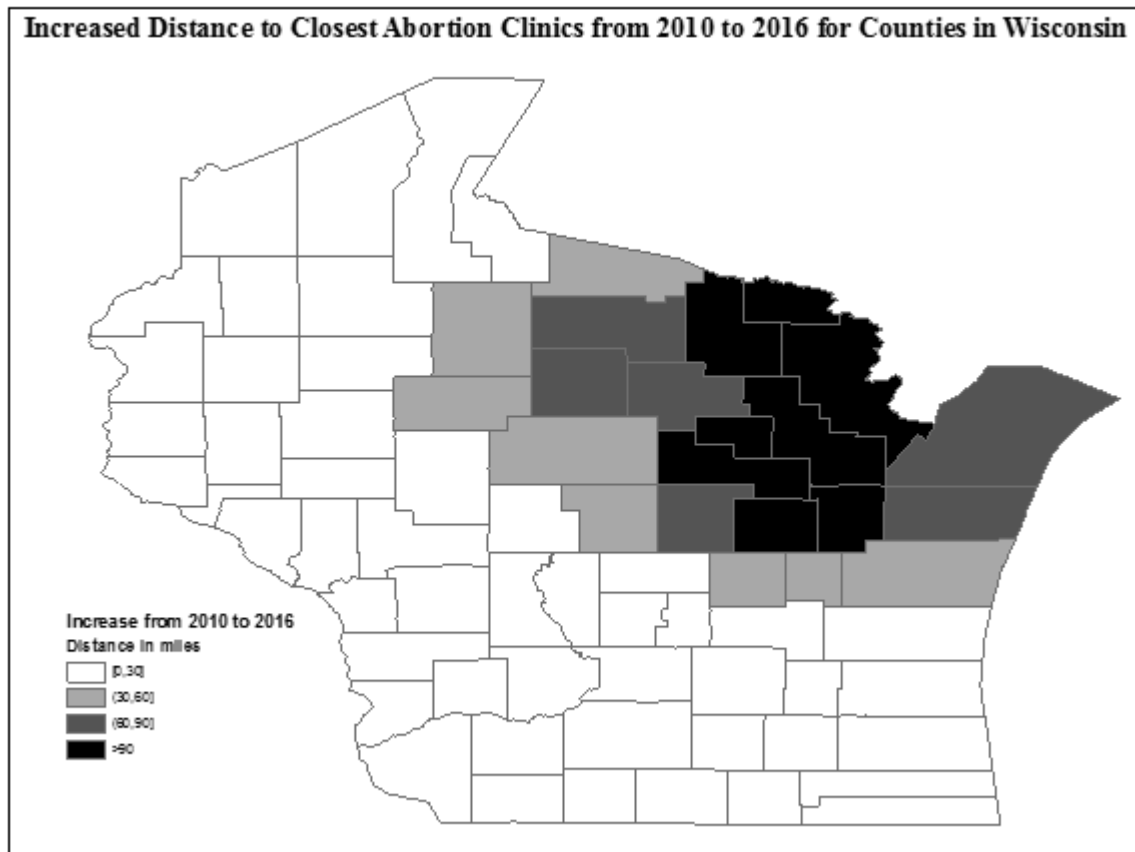 Increased Distance to Closest Abortion Clinics from 2010 to 2016 for Counties in Wisconsin
Increase from 2010 to 2016
Distance in miles
[0,30]
(30,60]
(60,90]
>90